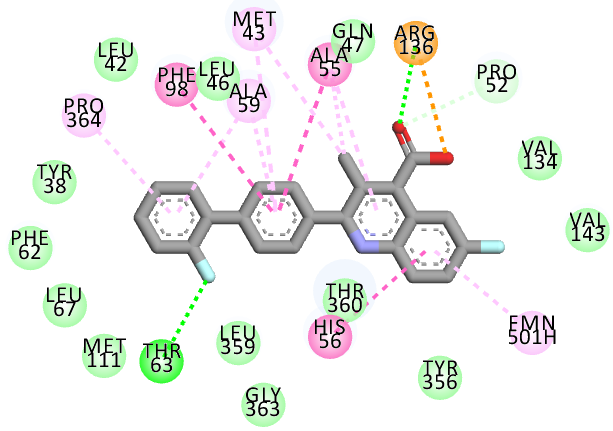 MET
43
GLN
47
ARG
136
LEU
42
ALA
55
PHE
98
LEU
46
ALA
59
PRO
52
PRO
364
VAL
134
TYR
38
VAL
143
PHE
62
LEU
67
THR
360
HIS
56
FMN
501H
MET
111
THR
63
LEU
359
TYR
356
GLY
363